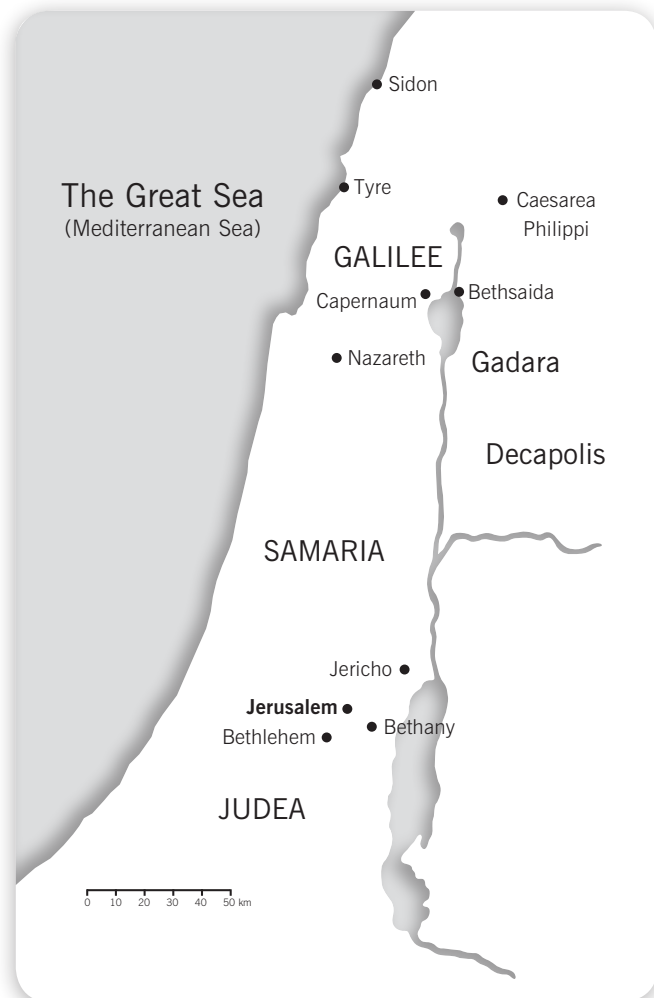 Sidon
The Great Sea
(Mediterranean Sea)
Tyre
Caesarea
Philippi
GALILEE
Capernaum
Bethsaida
Nazareth
Gadara
Decapolis
SAMARIA
Jericho
Jerusalem
Bethany
Bethlehem
JUDEA
0 10 20 30 40 50 km